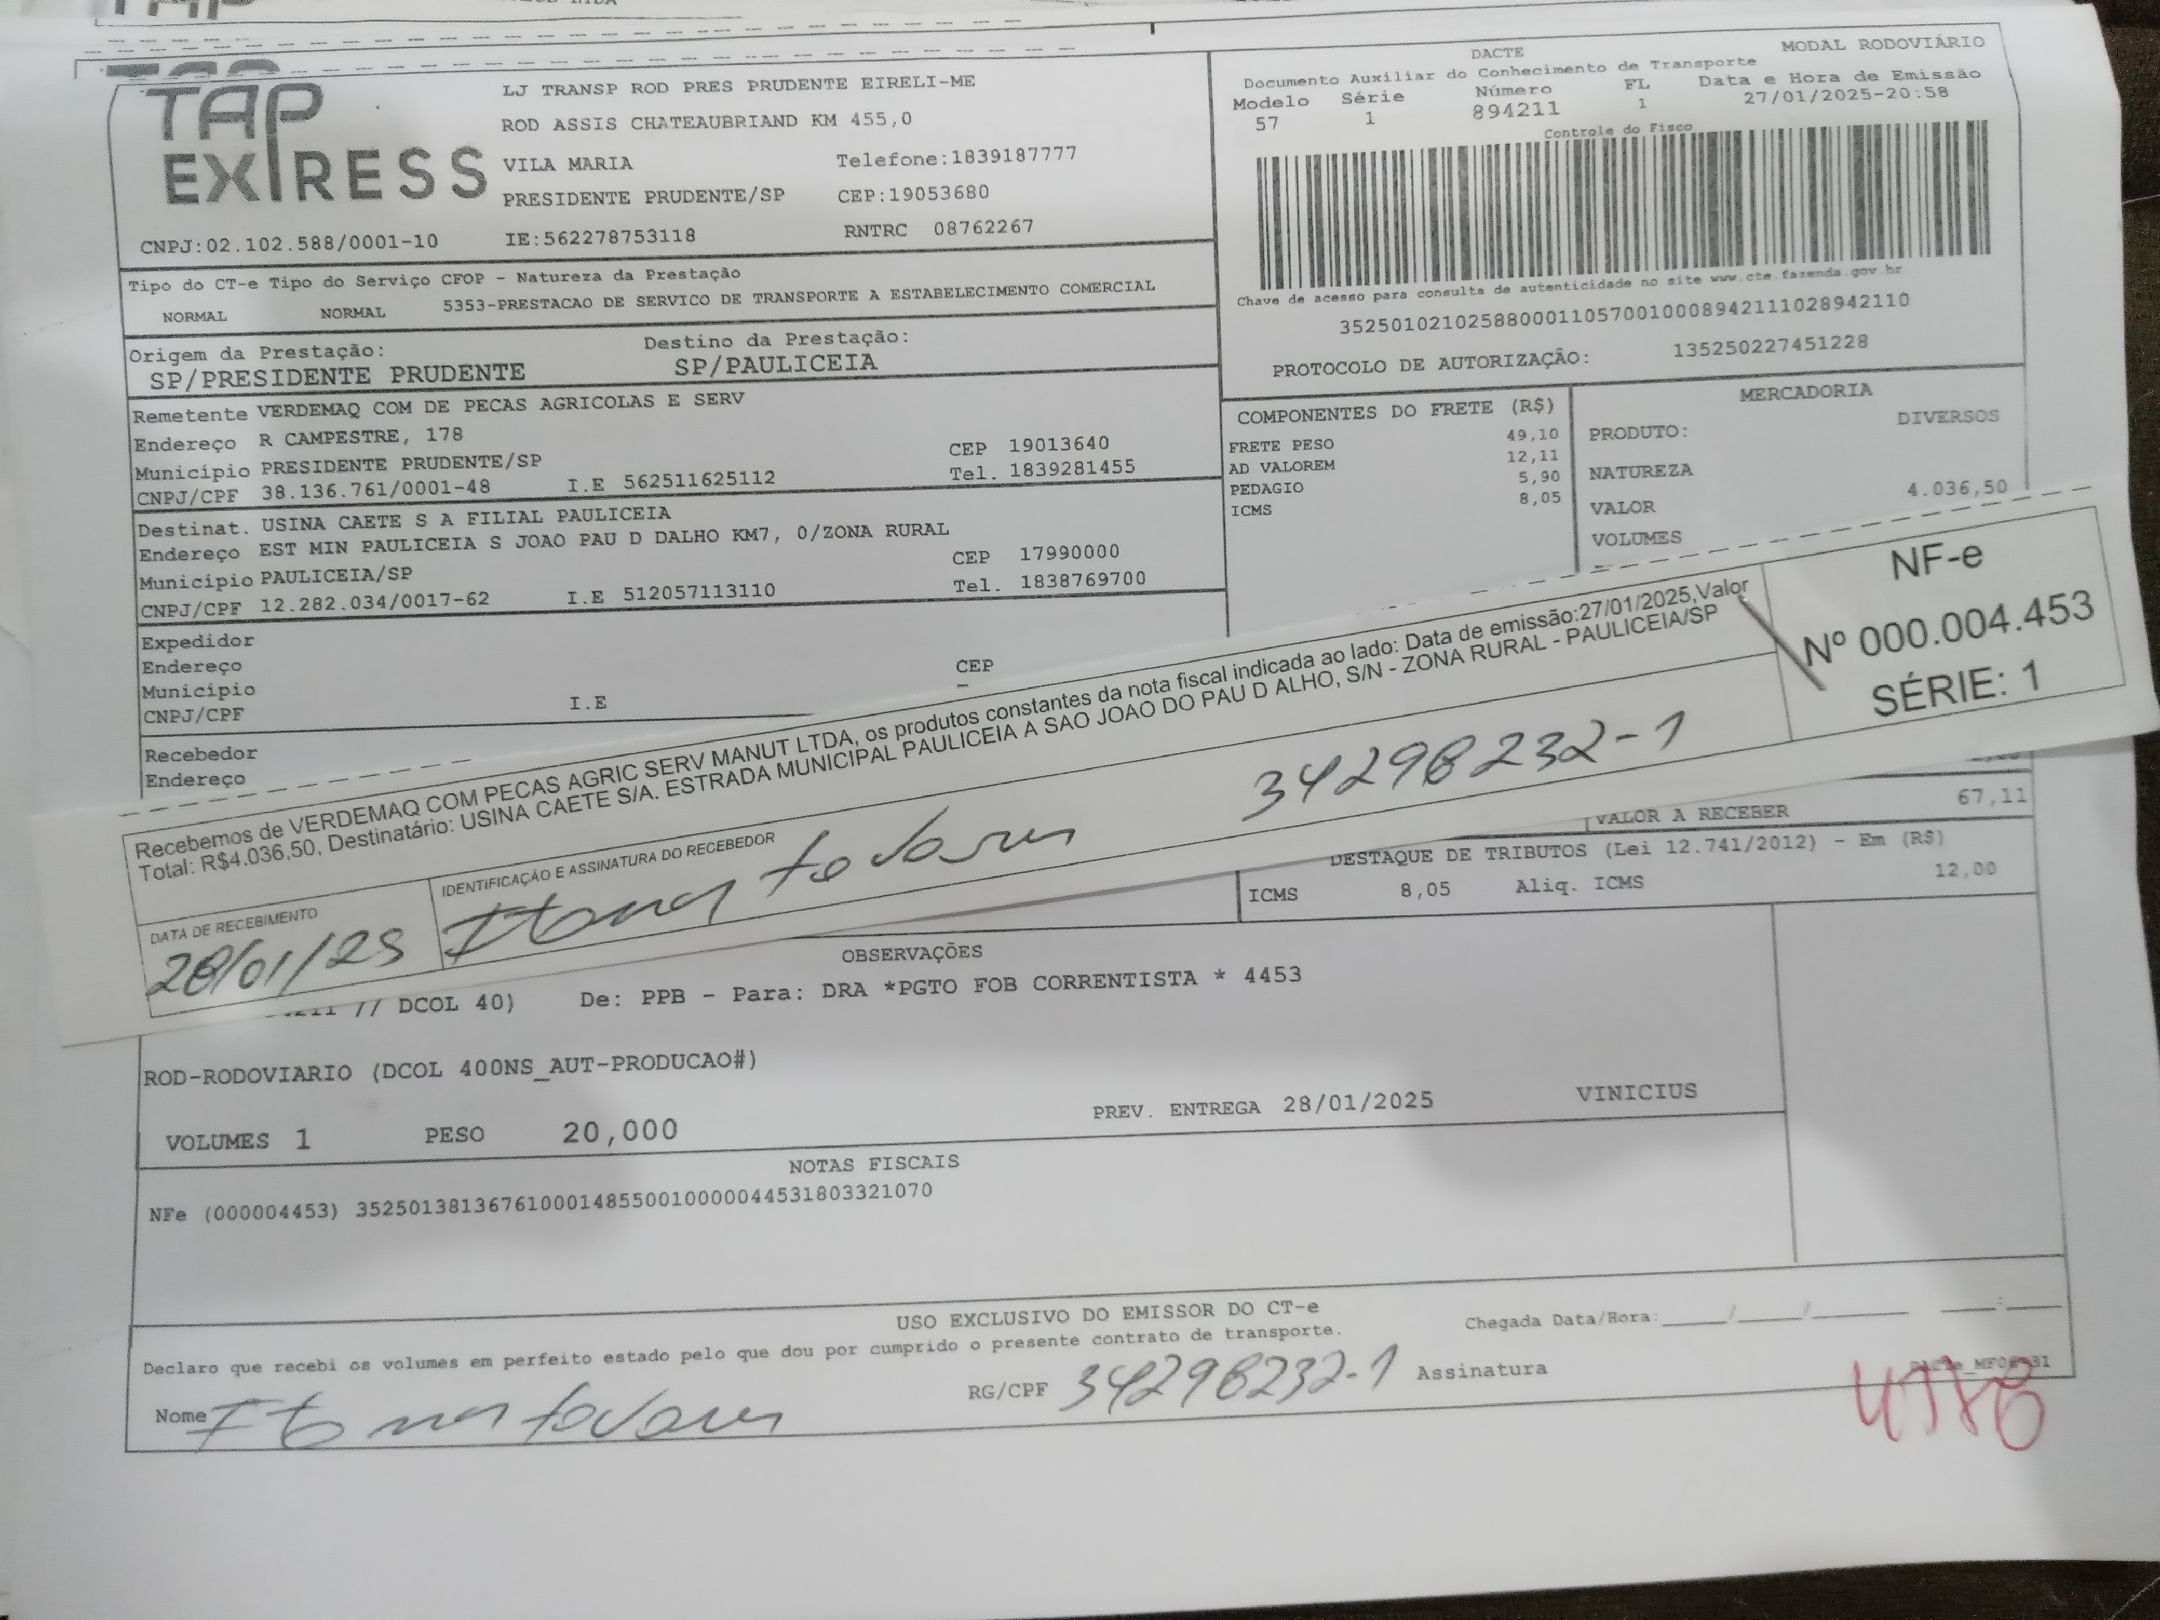 TAP
EXPRESS
LJ TRANSP ROD PRES PRUDENTE EIRELI-ME
ROD ASSIS CHATEAUBRIAND KM 455,0
VILA MARIA Telefone:1839187777
PRESIDENTE PRUDENTE/SP CEP:19053680
CNPJ:02.102.588/0001-10 IE:562278753118 RNTRC 08762267
DACTE MODAL RODOVIÁRIO
Documento Auxiliar do Conhecimento de Transporte
Modelo Série Número FL Data e Hora de Emissão
57 1 894211 1 27/01/2025-20:58
Controle do Fisco
Chave de acesso para consulta de autenticidade no site www.cte.fazenda.gov.br
35250102102588000110570010008942111028942110
PROTOCOLO DE AUTORIZAÇÃO: 135250227451228
Tipo do CT-e Tipo do Serviço CFOP - Natureza da Prestação
NORMAL NORMAL 5353-PRESTACAO DE SERVICO DE TRANSPORTE A ESTABELECIMENTO COMERCIAL
Origem da Prestação: Destino da Prestação:
SP/PRESIDENTE PRUDENTE SP/PAULICEIA
Remetente VERDEMAQ COM DE PECAS AGRICOLAS E SERV
Endereço R CAMPESTRE, 178 CEP 19013640
Município PRESIDENTE PRUDENTE/SP Tel. 1839281455
CNPJ/CPF 38.136.761/0001-48 I.E 562511625112
Destinat. USINA CAETE S A FILIAL PAULICEIA
Endereço EST MIN PAULICEIA S JOAO PAU D DALHO KM7, 0/ZONA RURAL
Município PAULICEIA/SP CEP 17990000
CNPJ/CPF 12.282.034/0017-62 I.E 512057113110 Tel. 1838769700
Expedidor
Endereço CEP
Município
CNPJ/CPF I.E
Recebedor
Endereço
COMPONENTES DO FRETE (R$)
FRETE PESO 49,10
AD VALOREM 12,11
PEDAGIO 5,90
ICMS 8,05
MERCADORIA
PRODUTO: DIVERSOS
NATUREZA
VALOR 4.036,50
VOLUMES
Recebemos de VERDEMAQ COM PECAS AGRIC SERV MANUT LTDA, os produtos constantes da nota fiscal indicada ao lado: Data de emissão:27/01/2025,Valor
Total: R$4.036,50, Destinatário: USINA CAETE S/A. ESTRADA MUNICIPAL PAULICEIA A SAO JOAO DO PAU D ALHO, S/N - ZONA RURAL - PAULICEIA/SP
DATA DE RECEBIMENTO IDENTIFICAÇÃO E ASSINATURA DO RECEBEDOR
28/01/25 34298232-1
NF-e
Nº 000.004.453
SÉRIE: 1
VALOR A RECEBER 67,11
DESTAQUE DE TRIBUTOS (Lei 12.741/2012) - Em (R$)
ICMS 8,05 Aliq. ICMS 12,00
OBSERVAÇÕES
// DCOL 40) De: PPB - Para: DRA *PGTO FOB CORRENTISTA * 4453
ROD-RODOVIARIO (DCOL 400NS_AUT-PRODUCAO#)
VOLUMES 1 PESO 20,000 PREV. ENTREGA 28/01/2025 VINICIUS
NOTAS FISCAIS
NFe (000004453) 35250138136761000148550010000044531803321070
USO EXCLUSIVO DO EMISSOR DO CT-e
Declaro que recebi os volumes em perfeito estado pelo que dou por cumprido o presente contrato de transporte.
Chegada Data/Hora:____/____/____ ____:____
Nome RG/CPF 34298232-1 Assinatura